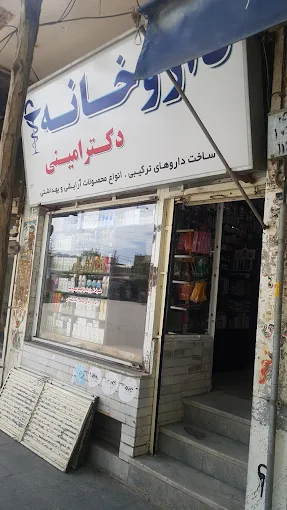 داروخانه
دکتر امینی
ساخت داروهای ترکیبی ، انواع محصولات آرایشی و بهداشتی